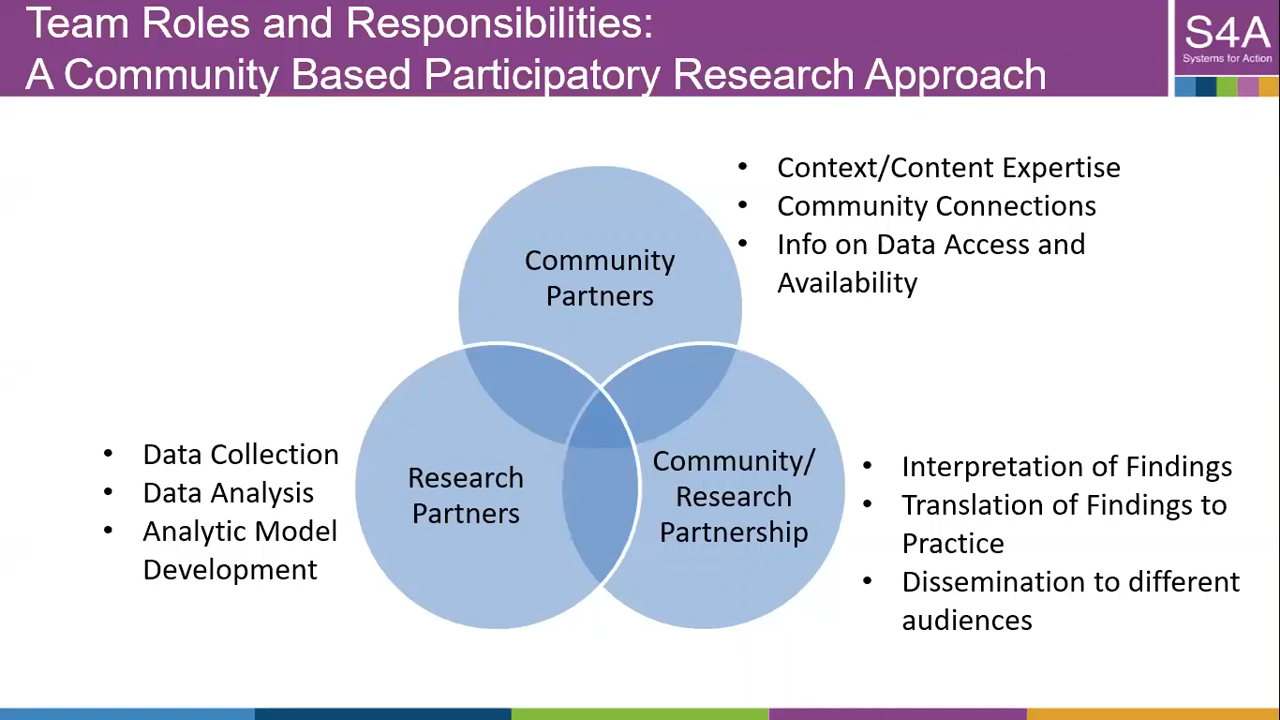 Team Roles and Responsibilities:
A Community Based Participatory Research Approach
S4A
Systems for Action
• Context/Content Expertise
• Community Connections
• Info on Data Access and
Availability
Community
Partners
• Data Collection
• Data Analysis
• Analytic Model
Development
Research
Partners
Community/
Research
Partnership
• Interpretation of Findings
• Translation of Findings to
Practice
• Dissemination to different
audiences